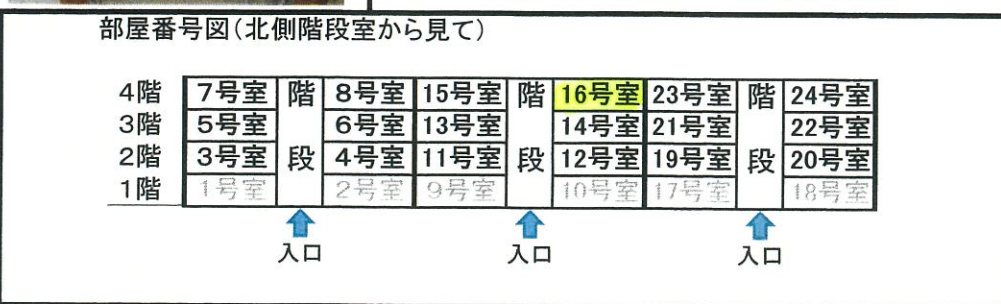 部屋番号図(北側階段室から見て)
4階 7号室 階 8号室 15号室 階 16号室 23号室 階 24号室
3階 5号室 6号室 13号室 14号室 21号室 22号室
2階 3号室 段 4号室 11号室 段 12号室 19号室 段 20号室
1階 1号室 2号室 9号室 10号室 17号室 18号室
入口 入口 入口